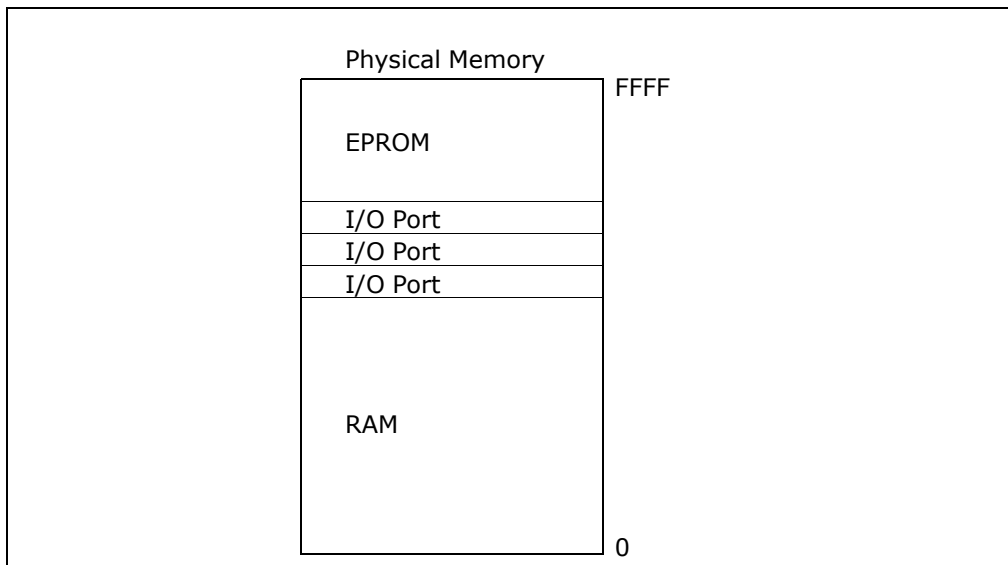 Physical Memory
FFFF
EPROM
I/O Port
I/O Port
I/O Port
RAM
0